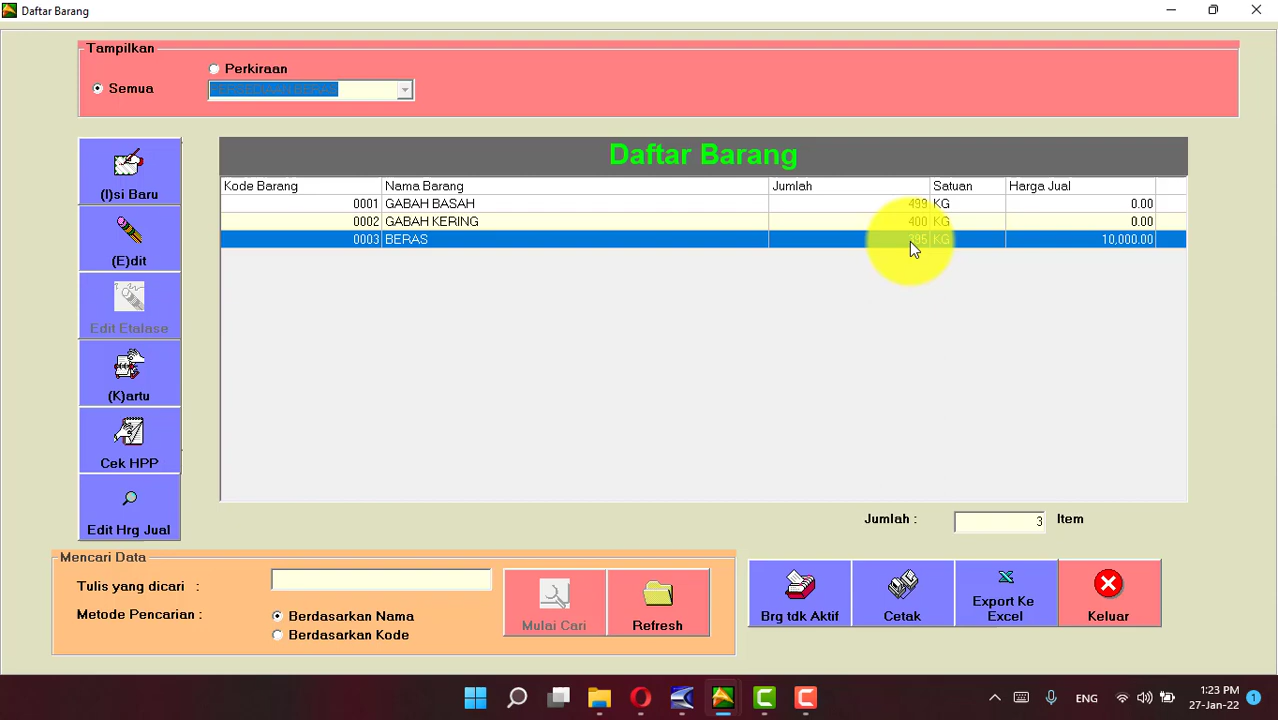 Daftar Barang
Tampilkan
Perkiraan
Semua
Daftar Barang
Kode Barang Nama Barang Jumlah Satuan Harga Jual
0001 GABAH BASAH 499 KG 0.00
0002 GABAH KERING 400 KG 0.00
0003 BERAS 395 KG 10,000.00
(I)si Baru
(E)dit
Edit Etalase
(K)artu
Cek HPP
Edit Hrg Jual
Jumlah : 3 Item
Mencari Data
Tulis yang dicari :
Metode Pencarian :
Berdasarkan Nama
Berdasarkan Kode
Mulai Cari
Refresh
Brg tdk Aktif
Cetak
Export Ke
Excel
Keluar
ENG
1:23 PM
27-Jan-22
1